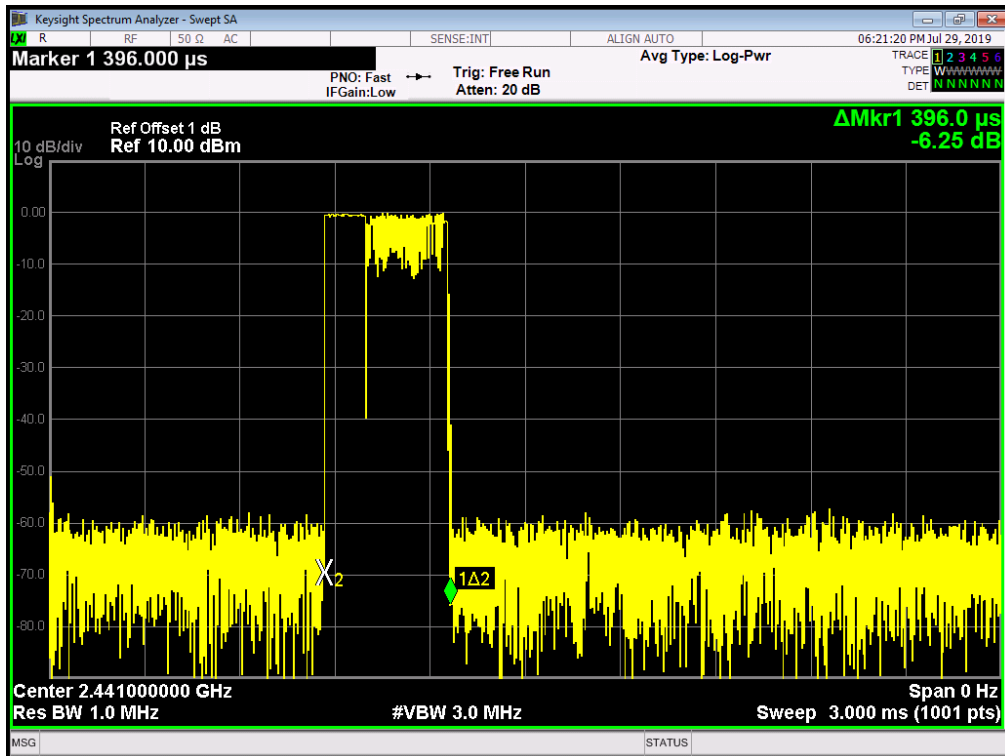 Keysight Spectrum Analyzer - Swept SA
LXI R RF 50 Ω AC SENSE:INT ALIGN AUTO 06:21:20 PM Jul 29, 2019
Marker 1 396.000 µs
PNO: Fast
IFGain:Low
Trig: Free Run
Atten: 20 dB
Avg Type: Log-Pwr
TRACE 1 2 3 4 5 6
TYPE WWWWWW
DET N N N N N N
ΔMkr1 396.0 µs
-6.25 dB
Ref Offset 1 dB
10 dB/div Ref 10.00 dBm
Log
0.00
-10.0
-20.0
-30.0
-40.0
-50.0
-60.0
-70.0
-80.0
X2
1Δ2
Center 2.441000000 GHz Span 0 Hz
Res BW 1.0 MHz #VBW 3.0 MHz Sweep 3.000 ms (1001 pts)
MSG STATUS